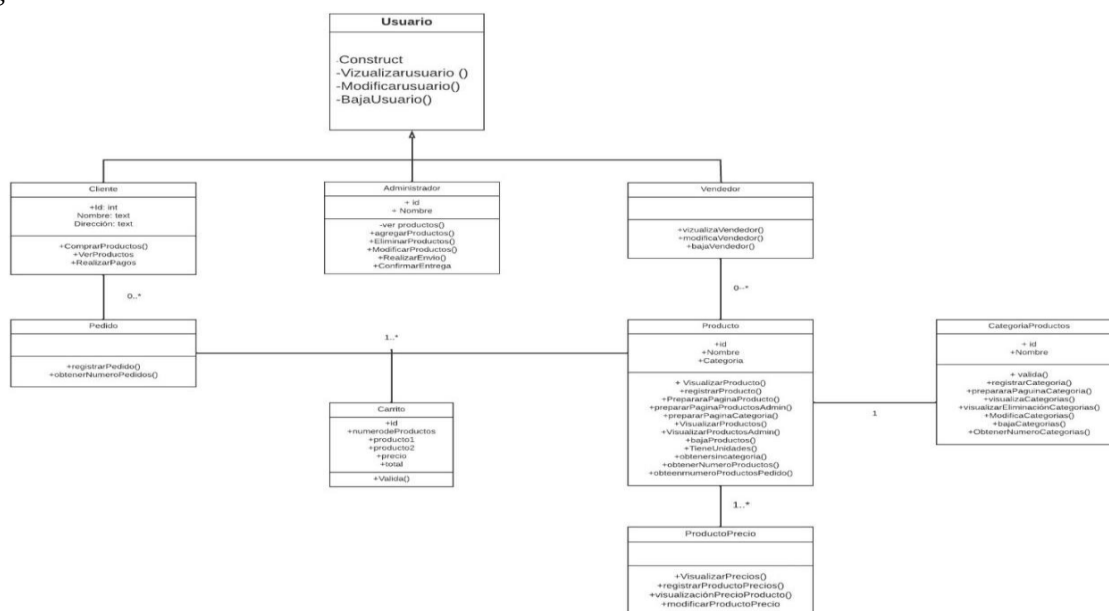 Usuario
-Construct
-Vizualizarusuario ()
-Modificarusuario()
-BajaUsuario()
Cliente
+Id: int
Nombre: text
Dirección: text
+ComprarProductos()
+VerProductos
+RealizarPagos
Administrador
+ id
+ Nombre
-ver productos()
+agregarProductos()
+EliminarProductos()
+ModificarProductos()
+RealizarEnvio()
+ConfirmarEntrega
Vendedor
+vizualizaVendedor()
+modificaVendedor()
+bajaVendedor()
0..*
0--*
Pedido
+registrarPedido()
+obtenerNumeroPedidos()
1..*
Producto
+id
+Nombre
+Categoria
+ VisualizarProducto()
+registrarProducto()
+PrepararaPaginaProducto()
+prepararPaginaProductosAdmin()
+prepararPaginaCategoria()
+VisualizarProductos()
+VisualizarProductosAdmin()
+bajaProductos()
+TieneUnidades()
+obtenersincategoria()
+obtenerNumeroProductos()
+obteenrnumeroProductosPedido()
CategoriaProductos
+ id
+Nombre
+ valida()
+registrarCategoria()
+prepararaPaguinaCategoria()
+visualizaCategorias()
+visualizarEliminaciónCategorias()
+ModificaCategorias()
+bajaCategorias()
+ObtenerNumeroCategorias()
1
Carrito
+id
+numerodeProductos
+producto1
+producto2
+precio
+total
+Valida()
1..*
ProductoPrecio
+VisualizarPrecios()
+registrarProductoPrecios()
+visualizaciónPrecioProducto()
+modificarProductoPrecio